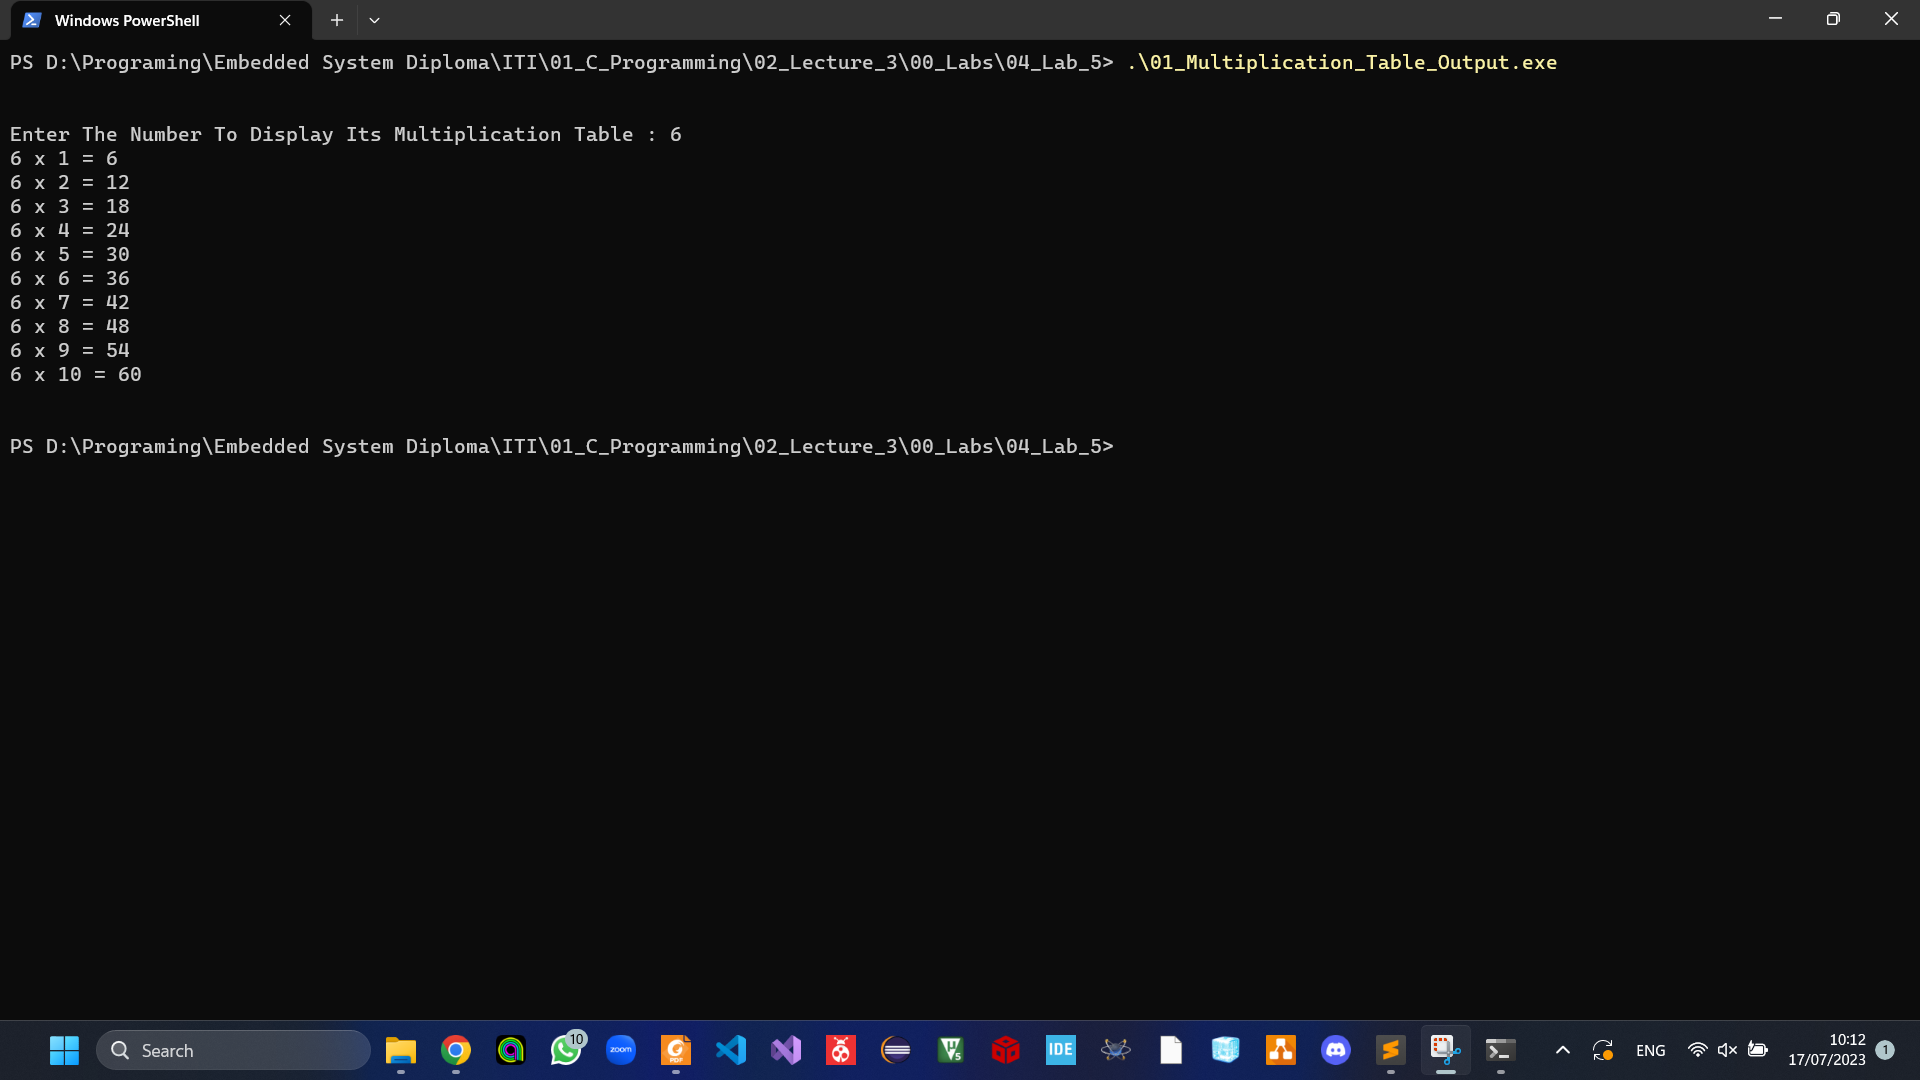 Windows PowerShell
PS D:\Programing\Embedded System Diploma\ITI\01_C_Programming\02_Lecture_3\00_Labs\04_Lab_5> .\01_Multiplication_Table_Output.exe
Enter The Number To Display Its Multiplication Table : 6
6 x 1 = 6
6 x 2 = 12
6 x 3 = 18
6 x 4 = 24
6 x 5 = 30
6 x 6 = 36
6 x 7 = 42
6 x 8 = 48
6 x 9 = 54
6 x 10 = 60
PS D:\Programing\Embedded System Diploma\ITI\01_C_Programming\02_Lecture_3\00_Labs\04_Lab_5>
Search
10
zoom
PDF
V5
IDE
ENG
10:12
17/07/2023
1